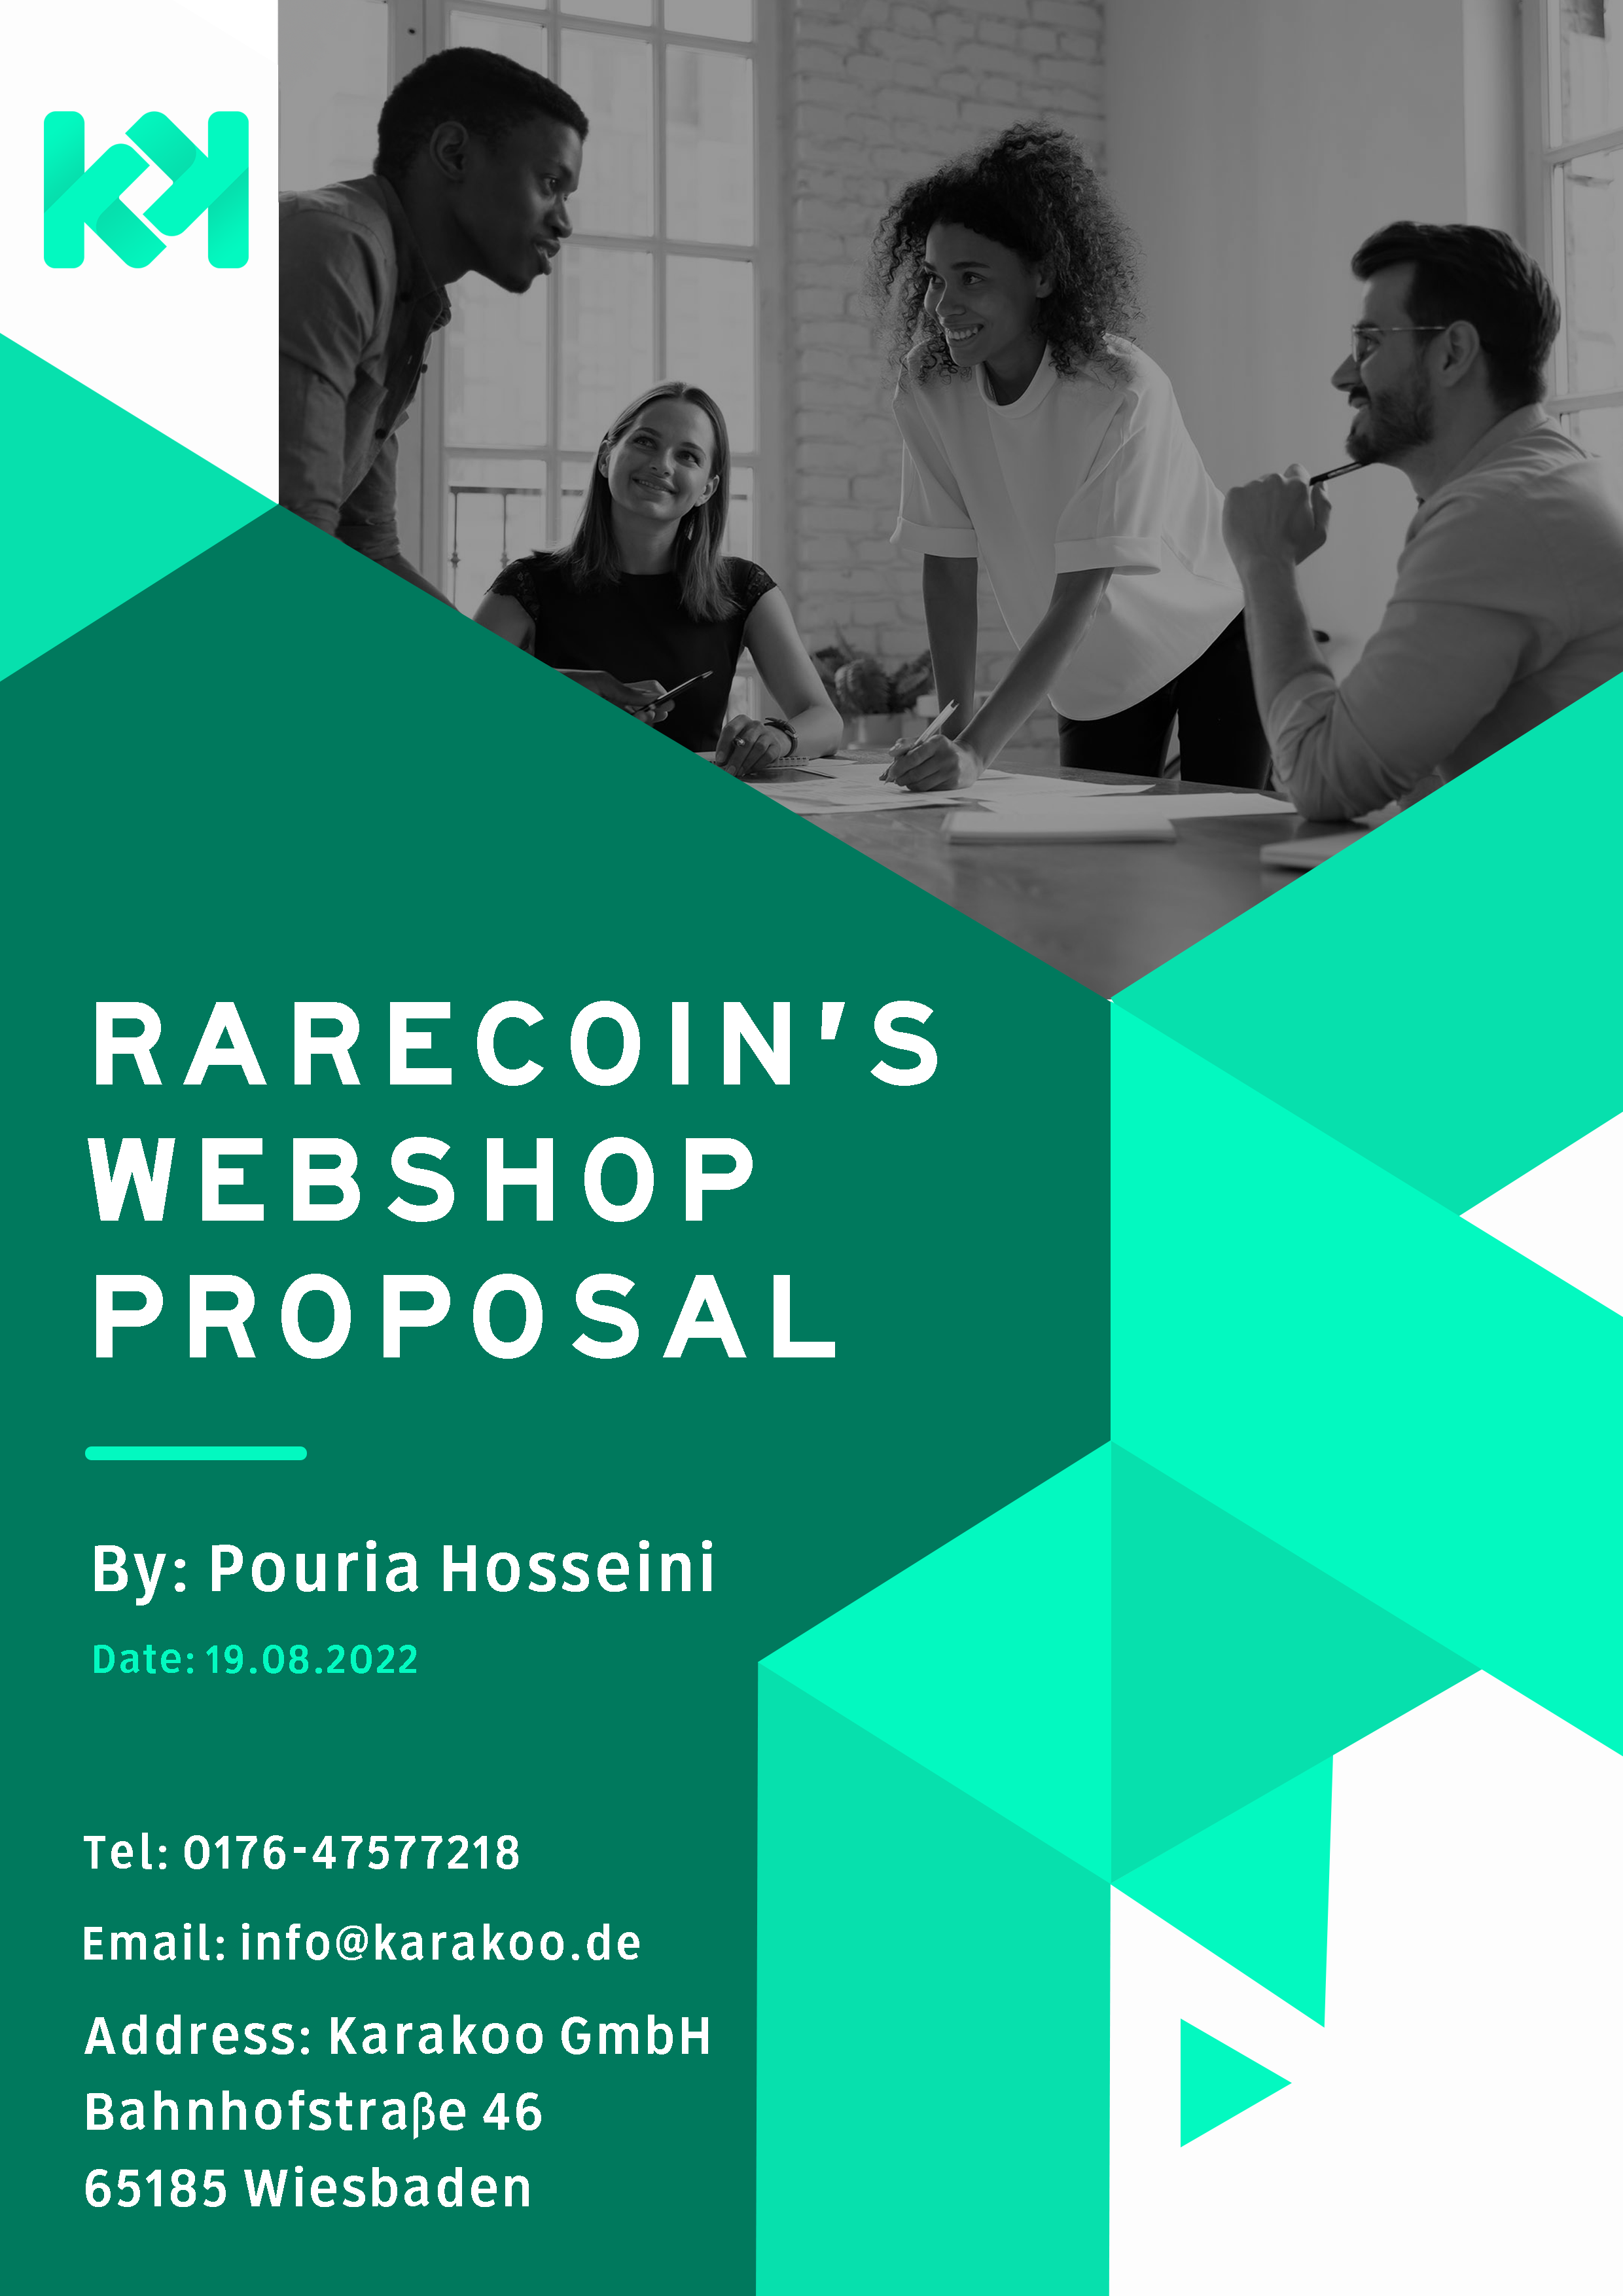 RARECOIN'S
WEBSHOP
PROPOSAL
By: Pouria Hosseini
Date: 19.08.2022
Tel: 0176-47577218
Email: info@karakoo.de
Address: Karakoo GmbH
Bahnhofstraße 46
65185 Wiesbaden